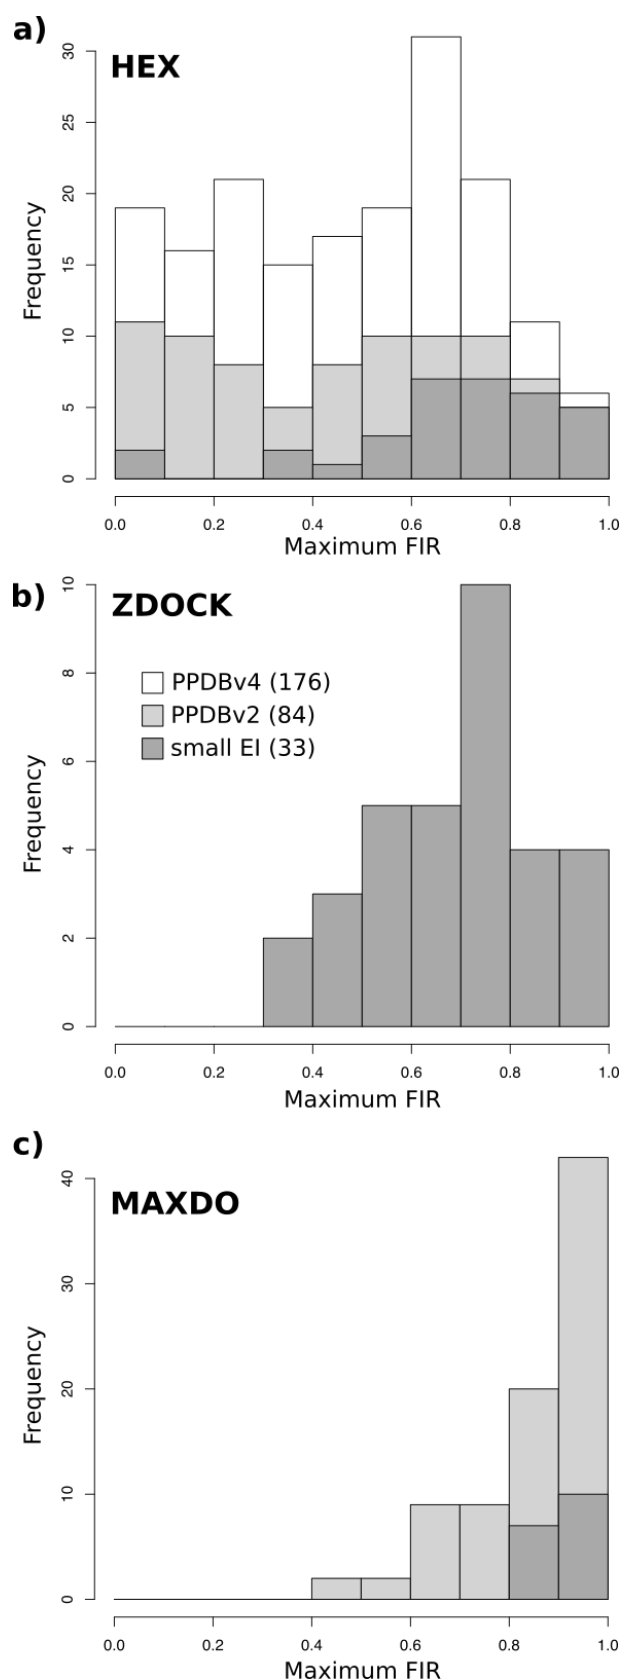 a)
HEX
30
25
20
15
10
5
0
Frequency
0.0 0.2 0.4 0.6 0.8 1.0
Maximum FIR
b)
ZDOCK
10
8
6
4
2
0
Frequency
PPDBv4 (176)
PPDBv2 (84)
small EI (33)
0.0 0.2 0.4 0.6 0.8 1.0
Maximum FIR
c)
MAXDO
40
30
20
10
0
Frequency
0.0 0.2 0.4 0.6 0.8 1.0
Maximum FIR